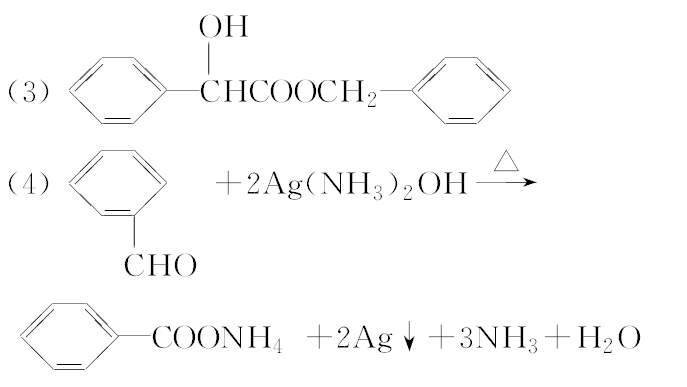 OH
(3) CHCOOCH₂
(4) +2Ag(NH₃)₂OH △
CHO
COONH₄ +2Ag↓+3NH₃+H₂O